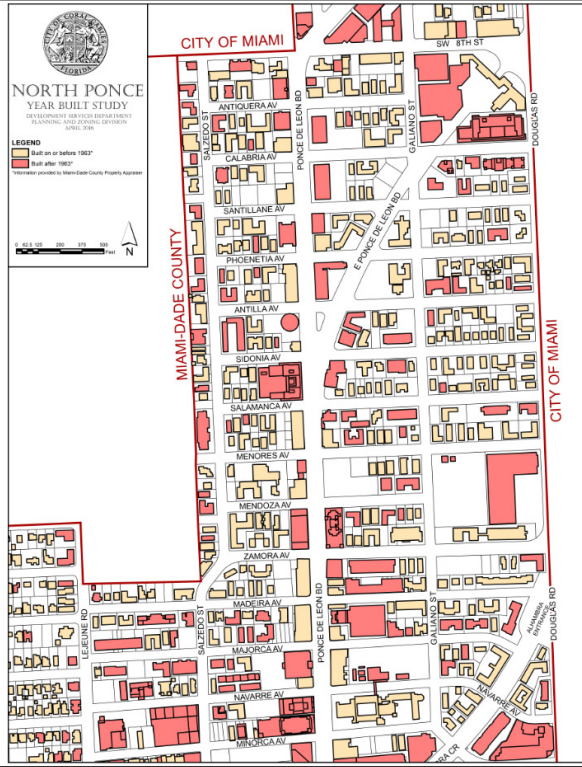 CITY OF CORAL GABLES
FLORIDA
NORTH PONCE
YEAR BUILT STUDY
DEVELOPMENT SERVICES DEPARTMENT
PLANNING AND ZONING DIVISION
APRIL 2016
LEGEND
Built on or before 1963*
Built after 1963*
*Information provided by Miami-Dade County Property Appraiser
0 62.5 125 250 375 500
Feet
N
CITY OF MIAMI
SW 8TH ST
ANTIQUERA AV
SALZEDO ST
PONCE DE LEON BD
GALIANO ST
DOUGLAS RD
CALABRIA AV
SANTILLANE AV
E PONCE DE LEON BD
PHOENETIA AV
MIAMI-DADE COUNTY
ANTILLA AV
SIDONIA AV
CITY OF MIAMI
SALAMANCA AV
MENORES AV
MENDOZA AV
ZAMORA AV
MADEIRA AV
LEJEUNE RD
SALZEDO ST
PONCE DE LEON BD
GALIANO ST
ALHAMBRA
ENTRANCE
DOUGLAS RD
MAJORCA AV
NAVARRE AV
NAVARRE AV
MINORCA AV